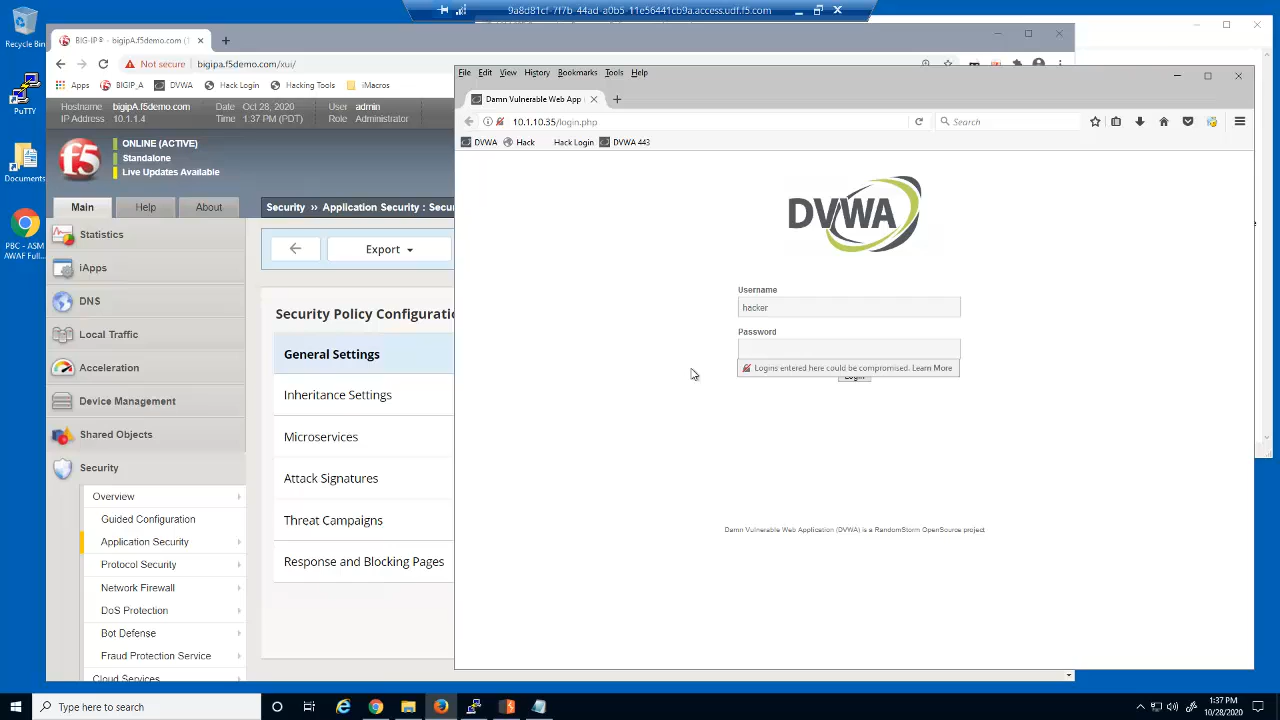 9a8d81cf-7f7b-44ad-a0b5-11e56441cb9a.access.udf.f5.com
Recycle Bin
PuTTY
Documents
PBC - ASM
AWAF Full...
BIG-IP® - bigipA.f5demo.com (
Not secure
bigipa.f5demo.com/xui/
Apps
BIGIP_A
DVWA
Hack Login
Hacking Tools
iMacros
Hostname bigipA.f5demo.com
Date Oct 28, 2020
User admin
IP Address 10.1.1.4
Time 1:37 PM (PDT)
Role Administrator
f5
ONLINE (ACTIVE)
Standalone
Live Updates Available
Main
Help
About
Security ›› Application Security : Secu
Statistics
iApps
DNS
Local Traffic
Acceleration
Device Management
Shared Objects
Security
Overview
Guided Configuration
Application Security
Protocol Security
Network Firewall
DoS Protection
Bot Defense
Fraud Protection Service
Cloud Services
Export
Security Policy Configuratio
General Settings
Inheritance Settings
Microservices
Attack Signatures
Threat Campaigns
Response and Blocking Pages
File Edit View History Bookmarks Tools Help
Damn Vulnerable Web App
10.1.10.35/login.php
Search
DVWA
Hack
Hack Login
DVWA 443
DVWA
Username
hacker
Password
Logins entered here could be compromised. Learn More
Login
Damn Vulnerable Web Application (DVWA) is a RandomStorm OpenSource project
Type here to search
1:37 PM
10/28/2020